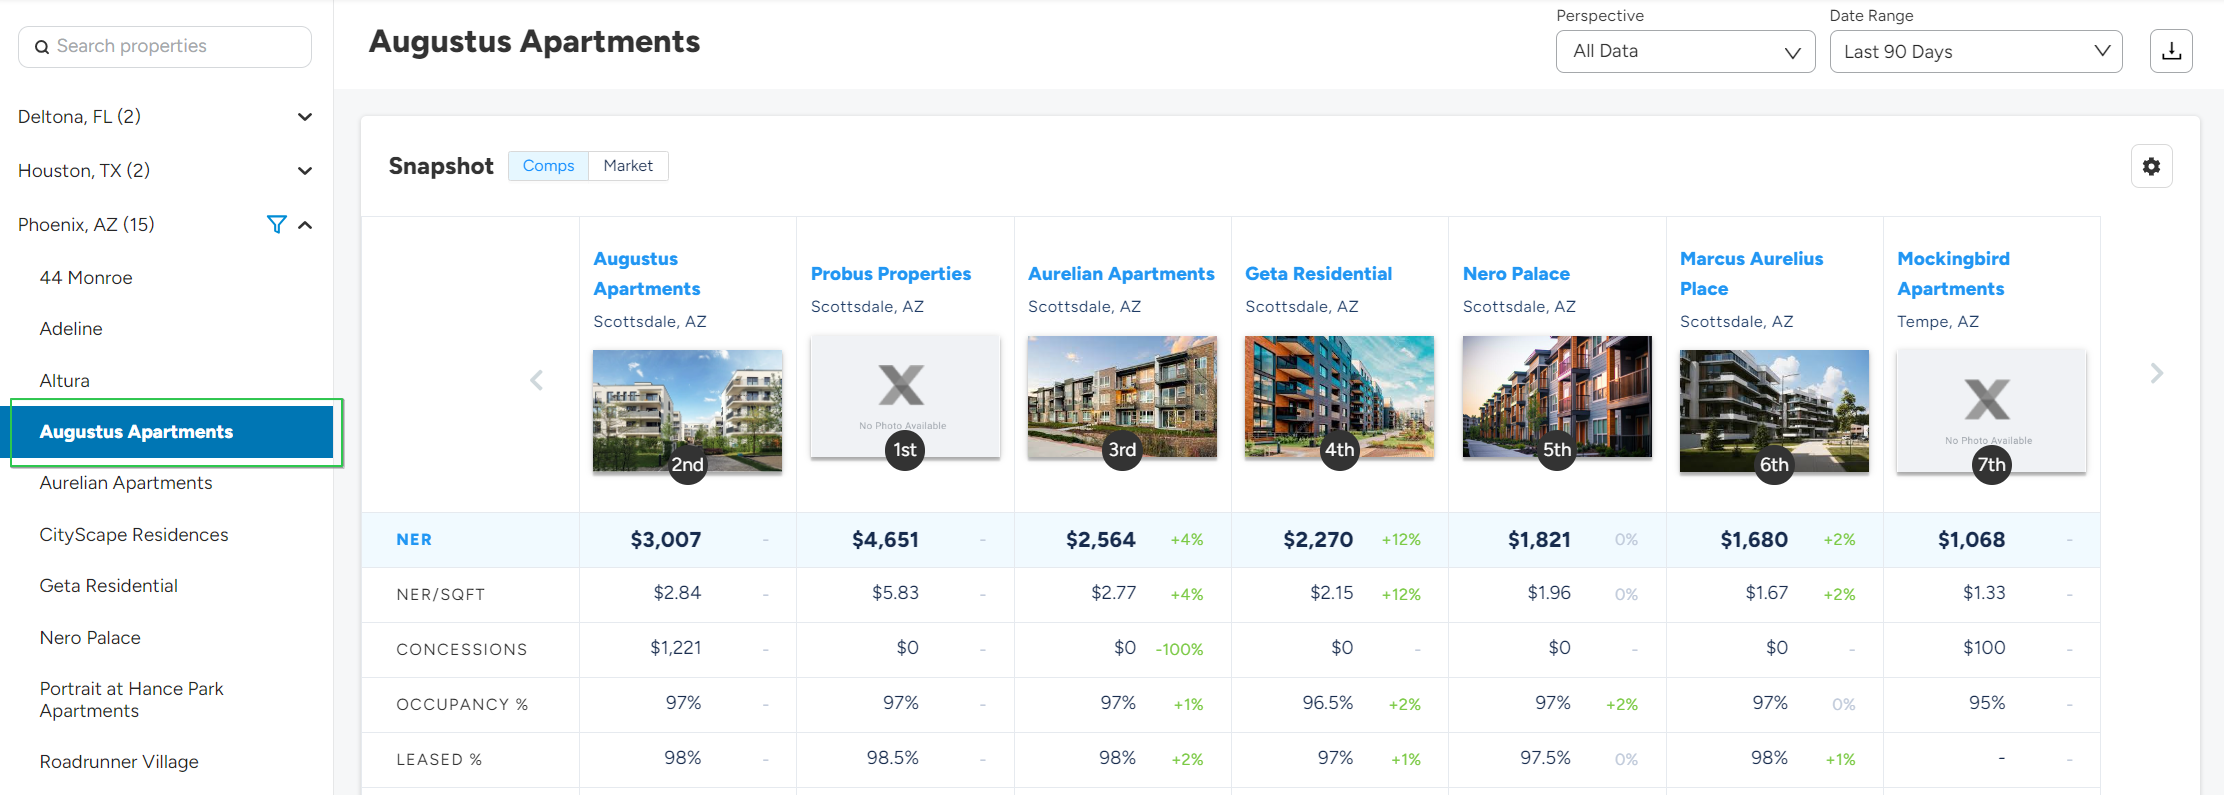 Search properties
Deltona, FL (2)
Houston, TX (2)
Phoenix, AZ (15)
44 Monroe
Adeline
Altura
Augustus Apartments
Aurelian Apartments
CityScape Residences
Geta Residential
Nero Palace
Portrait at Hance Park
Apartments
Roadrunner Village
Augustus Apartments
Perspective
All Data
Date Range
Last 90 Days
Snapshot Comps Market
Augustus
Apartments
Scottsdale, AZ
2nd
Probus Properties
Scottsdale, AZ
No Photo Available
1st
Aurelian Apartments
Scottsdale, AZ
3rd
Geta Residential
Scottsdale, AZ
4th
Nero Palace
Scottsdale, AZ
5th
Marcus Aurelius
Place
Scottsdale, AZ
6th
Mockingbird
Apartments
Tempe, AZ
No Photo Available
7th
NER $3,007 - $4,651 - $2,564 +4% $2,270 +12% $1,821 0% $1,680 +2% $1,068 -
NER/SQFT $2.84 - $5.83 - $2.77 +4% $2.15 +12% $1.96 0% $1.67 +2% $1.33 -
CONCESSIONS $1,221 - $0 - $0 -100% $0 - $0 - $0 - $100 -
OCCUPANCY % 97% - 97% - 97% +1% 96.5% +2% 97% +2% 97% 0% 95% -
LEASED % 98% - 98.5% - 98% +2% 97% +1% 97.5% 0% 98% +1% - -